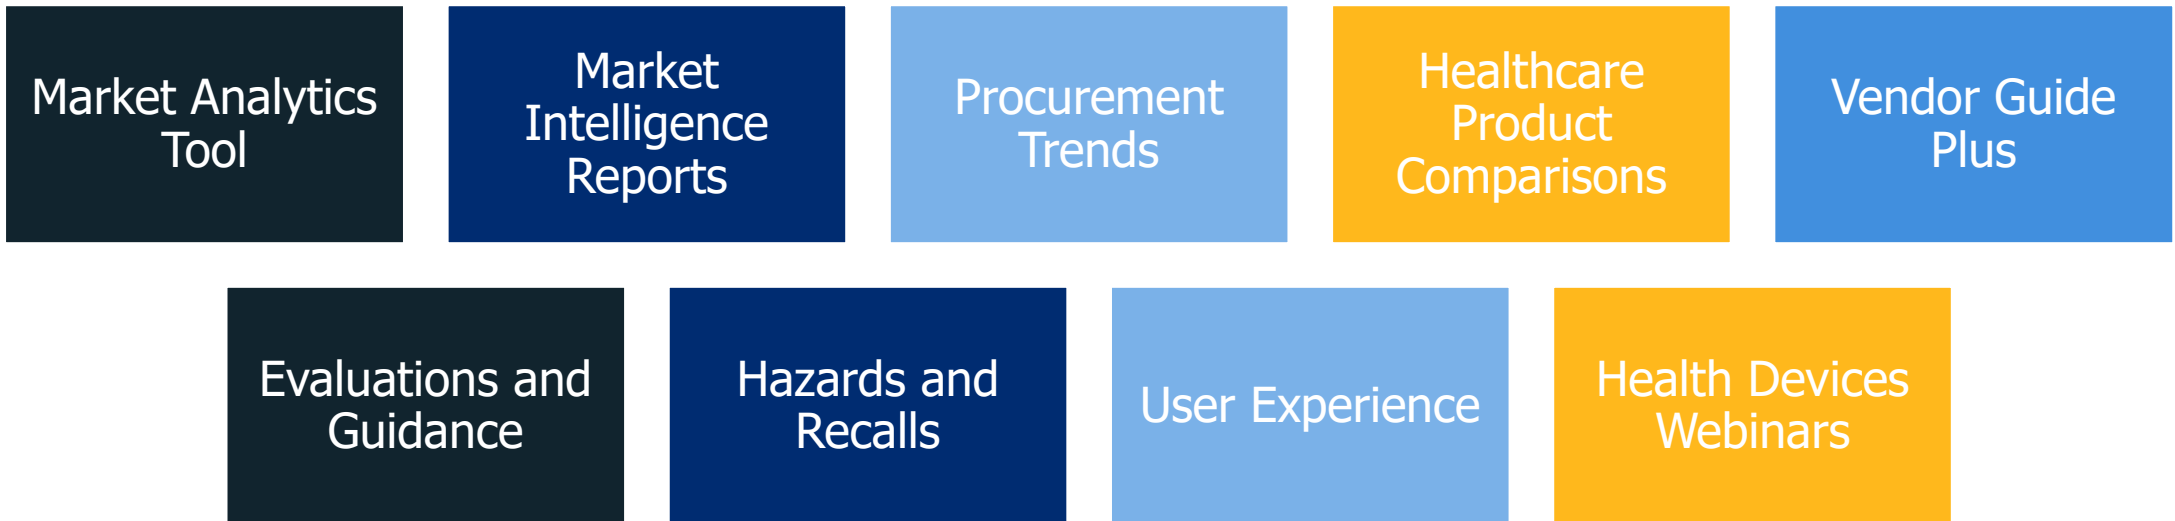 Market Analytics
Tool
Market
Intelligence
Reports
Procurement
Trends
Healthcare
Product
Comparisons
Vendor Guide
Plus
Evaluations and
Guidance
Hazards and
Recalls
User Experience
Health Devices
Webinars